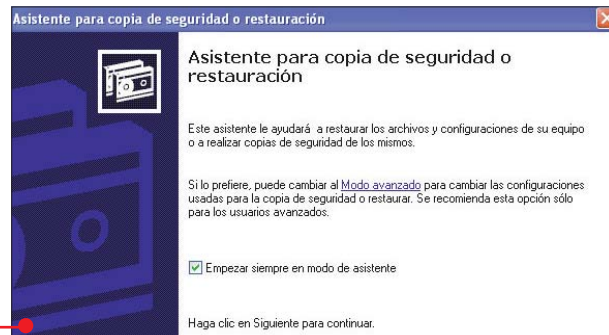 Asistente para copia de seguridad o restauración
Asistente para copia de seguridad o
restauración
Este asistente le ayudará a restaurar los archivos y configuraciones de su equipo
o a realizar copias de seguridad de los mismos.
Si lo prefiere, puede cambiar al Modo avanzado para cambiar las configuraciones
usadas para la copia de seguridad o restaurar. Se recomienda esta opción sólo
para los usuarios avanzados.
Empezar siempre en modo de asistente
Haga clic en Siguiente para continuar.